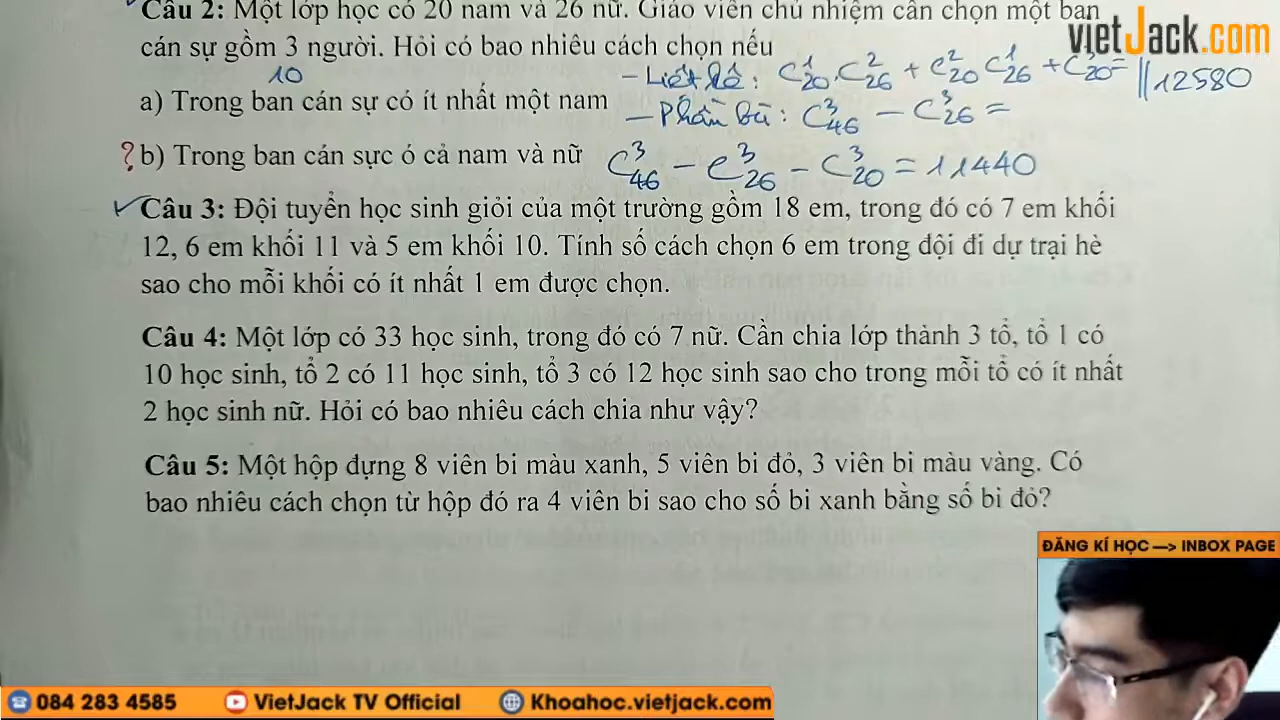 Câu 2: Một lớp học có 20 nam và 26 nữ. Giáo viên chủ nhiệm cần chọn một ban
cán sự gồm 3 người. Hỏi có bao nhiêu cách chọn nếu
10
- Liệt kê: C¹₂₀.C²₂₆ + C²₂₀ C¹₂₆ + C³₂₀ = 12580
a) Trong ban cán sự có ít nhất một nam
- Phần bù: C³₄₆ - C³₂₆ =
? b) Trong ban cán sực ó cả nam và nữ C³₄₆ - C³₂₆ - C³₂₀ = 11440
✓ Câu 3: Đội tuyển học sinh giỏi của một trường gồm 18 em, trong đó có 7 em khối
12, 6 em khối 11 và 5 em khối 10. Tính số cách chọn 6 em trong đội đi dự trại hè
sao cho mỗi khối có ít nhất 1 em được chọn.
Câu 4: Một lớp có 33 học sinh, trong đó có 7 nữ. Cần chia lớp thành 3 tổ, tổ 1 có
10 học sinh, tổ 2 có 11 học sinh, tổ 3 có 12 học sinh sao cho trong mỗi tổ có ít nhất
2 học sinh nữ. Hỏi có bao nhiêu cách chia như vậy?
Câu 5: Một hộp đựng 8 viên bi màu xanh, 5 viên bi đỏ, 3 viên bi màu vàng. Có
bao nhiêu cách chọn từ hộp đó ra 4 viên bi sao cho số bi xanh bằng số bi đỏ?
vietJack.com
ĐĂNG KÍ HỌC —> INBOX PAGE
084 283 4585 VietJack TV Official Khoahoc.vietjack.com